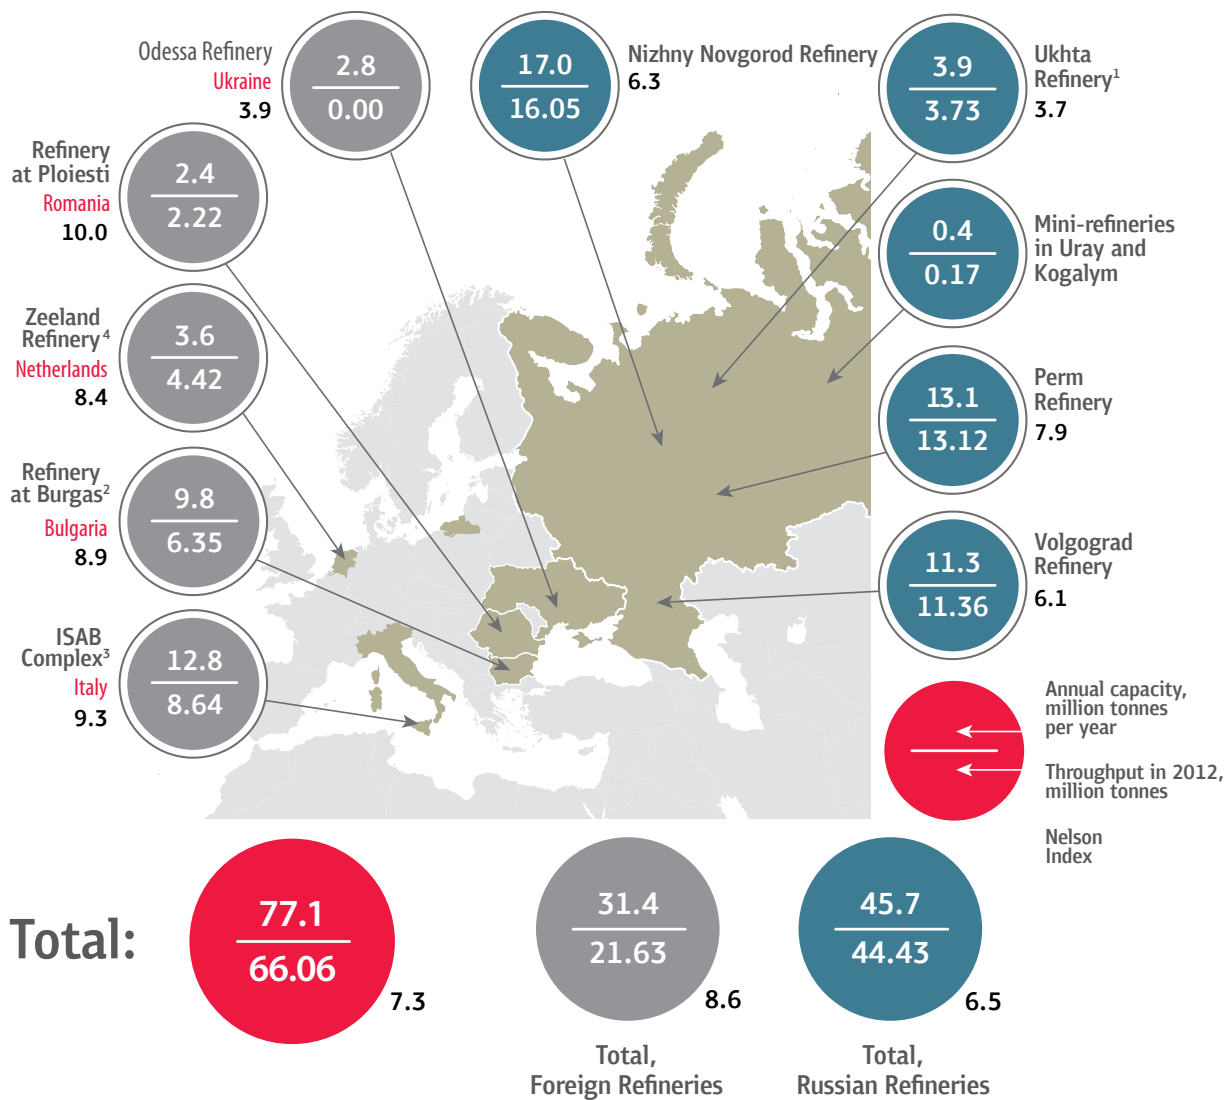 Odessa Refinery
Ukraine
3.9
2.8
0.00
17.0
16.05
Nizhny Novgorod Refinery
6.3
3.9
3.73
Ukhta
Refinery¹
3.7
Refinery
at Ploiesti
Romania
10.0
2.4
2.22
0.4
0.17
Mini-refineries
in Uray and
Kogalym
Zeeland
Refinery⁴
Netherlands
8.4
3.6
4.42
13.1
13.12
Perm
Refinery
7.9
Refinery
at Burgas²
Bulgaria
8.9
9.8
6.35
11.3
11.36
Volgograd
Refinery
6.1
ISAB
Complex³
Italy
9.3
12.8
8.64
Annual capacity,
million tonnes
per year
Throughput in 2012,
million tonnes
Nelson
Index
Total:
77.1
66.06
7.3
31.4
21.63
8.6
Total,
Foreign Refineries
45.7
44.43
6.5
Total,
Russian Refineries